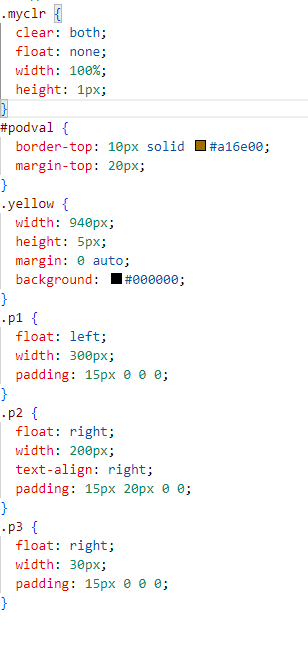 .myclr {
clear: both;
float: none;
width: 100%;
height: 1px;
}
#podval {
border-top: 10px solid #a16e00;
margin-top: 20px;
}
.yellow {
width: 940px;
height: 5px;
margin: 0 auto;
background: #000000;
}
.p1 {
float: left;
width: 300px;
padding: 15px 0 0 0;
}
.p2 {
float: right;
width: 200px;
text-align: right;
padding: 15px 20px 0 0;
}
.p3 {
float: right;
width: 30px;
padding: 15px 0 0 0;
}